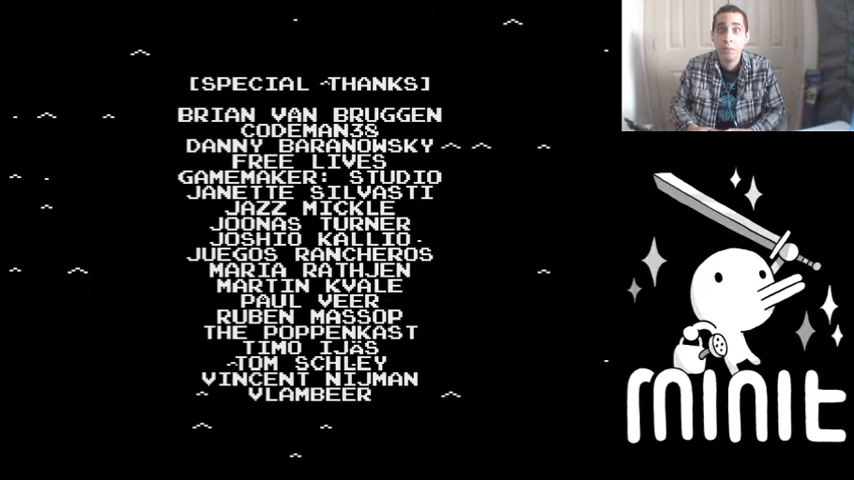 [SPECIAL THANKS]
BRIAN VAN BRUGGEN
CODEMAN38
DANNY BARANOWSKY
FREE LIVES
GAMEMAKER: STUDIO
JANETTE SILVASTI
JAZZ MICKLE
JOONAS TURNER
JOSHIO KALLIO
JUEGOS RANCHEROS
MARIA RATHJEN
MARTIN KVALE
PAUL VEER
RUBEN MASSOP
THE POPPENKAST
TIMO IJÄS
TOM SCHLEY
VINCENT NIJMAN
VLAMBEER
minit